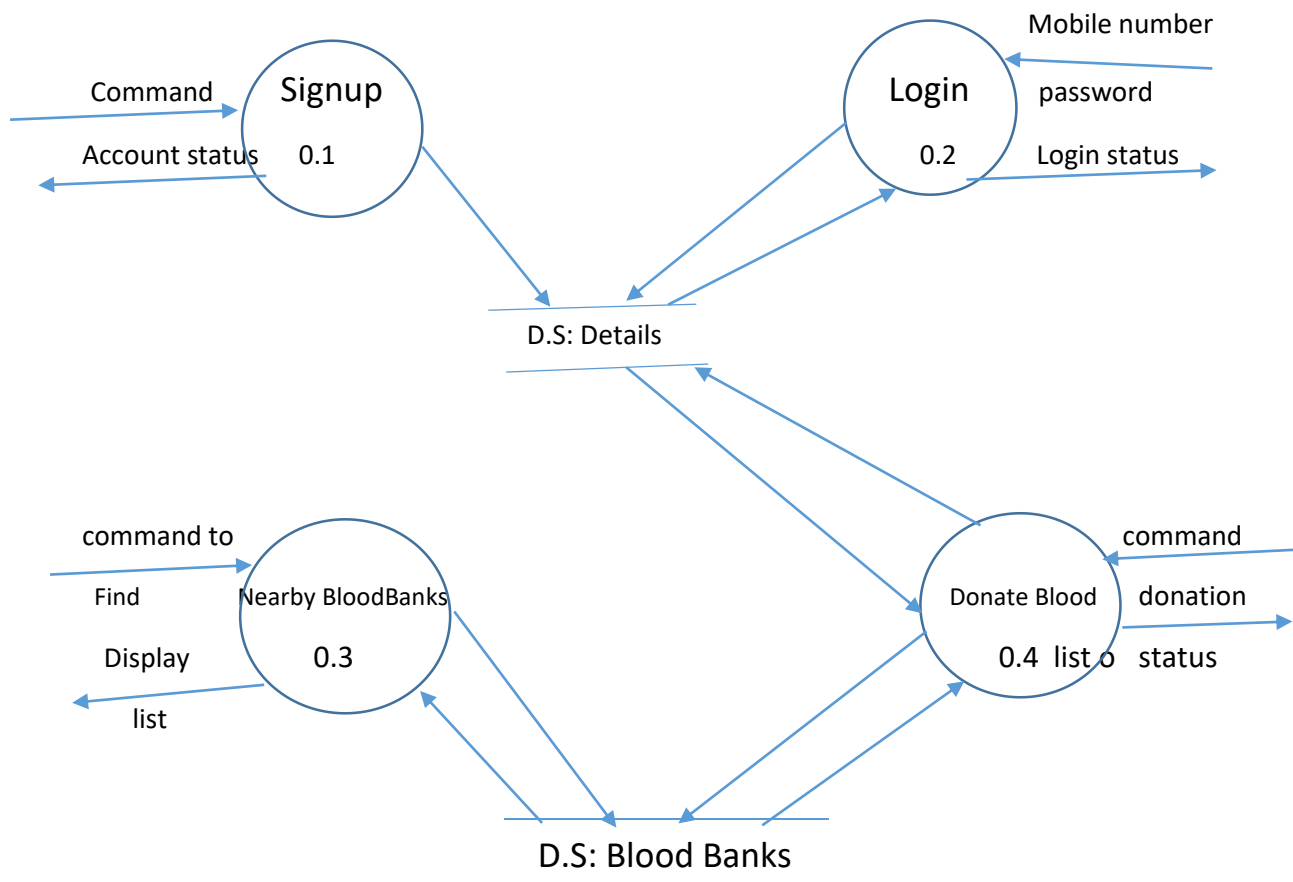 Command
Signup
Account status
0.1
Mobile number
Login
password
0.2
Login status
D.S: Details
command to
Find
Nearby BloodBanks
Display
0.3
list
command
Donate Blood
donation
0.4 list o
status
D.S: Blood Banks